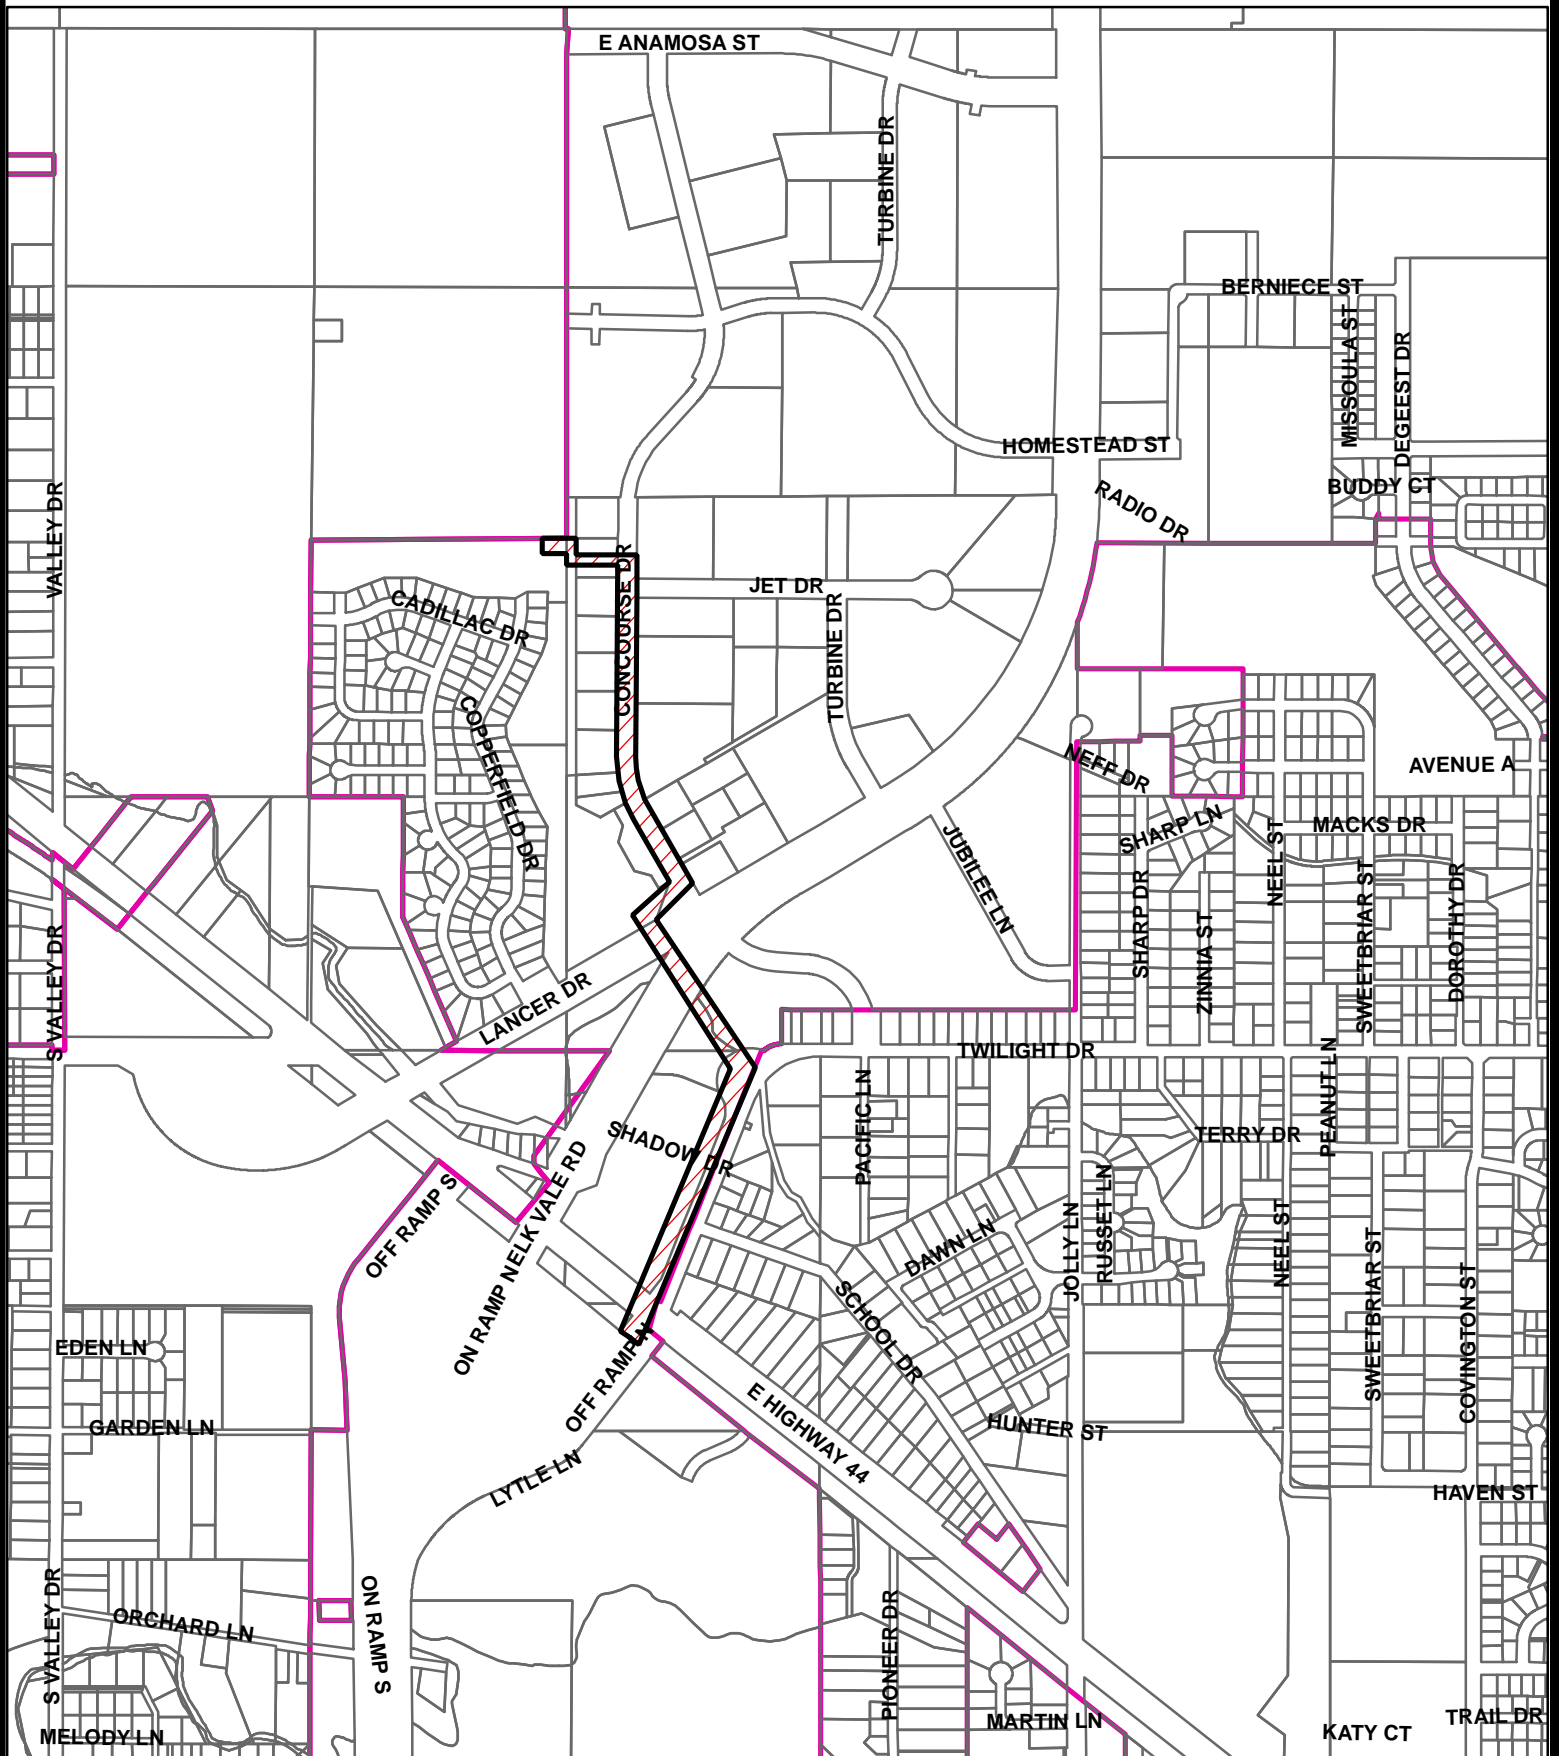 E ANAMOSA ST
TURBINE DR
BERNIECE ST
MISSOULA ST
DEGEEST DR
HOMESTEAD ST
RADIO DR
BUDDY CT
VALLEY DR
CONCOURSE DR
JET DR
CADILLAC DR
TURBINE DR
COPPERFIELD DR
NEFF DR
AVENUE A
SHARP LN
MACKS DR
JUBILEE LN
NEEL ST
SWEETBRIAR ST
DOROTHY DR
SHARP DR
ZINNIA ST
S VALLEY DR
LANCER DR
TWILIGHT DR
PEANUT LN
PACIFIC LN
SHADOW DR
TERRY DR
OFF RAMP S
ON RAMP N
ELK VALE RD
DAWN LN
JOLLY LN
RUSSET LN
NEEL ST
SWEETBRIAR ST
COVINGTON ST
SCHOOL DR
EDEN LN
OFF RAMP N
E HIGHWAY 44
GARDEN LN
HUNTER ST
LYTLE LN
HAVEN ST
S VALLEY DR
ORCHARD LN
ON RAMP S
PIONEER DR
MELODY LN
MARTIN LN
KATY CT
TRAIL DR